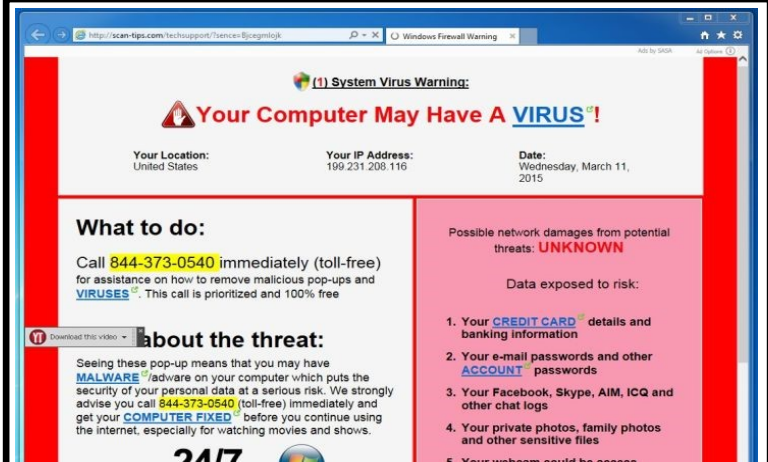 http://scan-tips.com/techsupport/?sence=Bjcegmlojk
Windows Firewall Warning
Ads by SASA
Ad Options
(1) System Virus Warning:
Your Computer May Have A VIRUS!
Your Location:
United States
Your IP Address:
199.231.208.116
Date:
Wednesday, March 11,
2015
What to do:
Call 844-373-0540 immediately (toll-free)
for assistance on how to remove malicious pop-ups and
VIRUSES. This call is prioritized and 100% free
Download this video
about the threat:
Seeing these pop-up means that you may have
MALWARE /adware on your computer which puts the
security of your personal data at a serious risk. We strongly
advise you call 844-373-0540 (toll-free) immediately and
get your COMPUTER FIXED before you continue using
the internet, especially for watching movies and shows.
24/7
Possible network damages from potential
threats: UNKNOWN
Data exposed to risk:
1. Your CREDIT CARD details and
banking information
2. Your e-mail passwords and other
ACCOUNT passwords
3. Your Facebook, Skype, AIM, ICQ and
other chat logs
4. Your private photos, family photos
and other sensitive files
5. Your webcam could be access